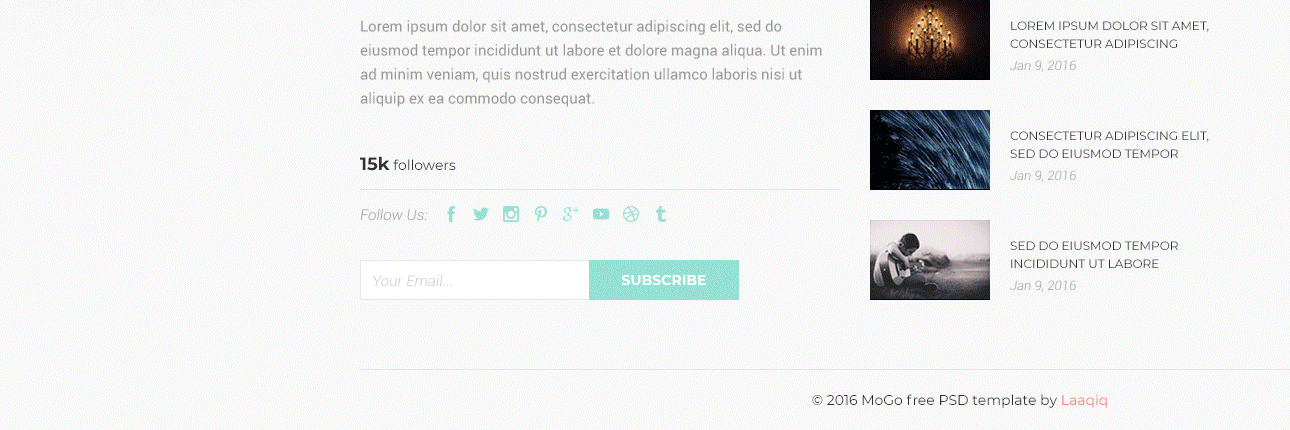 Lorem ipsum dolor sit amet, consectetur adipiscing elit, sed do
eiusmod tempor incididunt ut labore et dolore magna aliqua. Ut enim
ad minim veniam, quis nostrud exercitation ullamco laboris nisi ut
aliquip ex ea commodo consequat.
15k followers
Follow Us:
Your Email...
SUBSCRIBE
LOREM IPSUM DOLOR SIT AMET,
CONSECTETUR ADIPISCING
Jan 9, 2016
CONSECTETUR ADIPISCING ELIT,
SED DO EIUSMOD TEMPOR
Jan 9, 2016
SED DO EIUSMOD TEMPOR
INCIDIDUNT UT LABORE
Jan 9, 2016
© 2016 MoGo free PSD template by Laaqiq